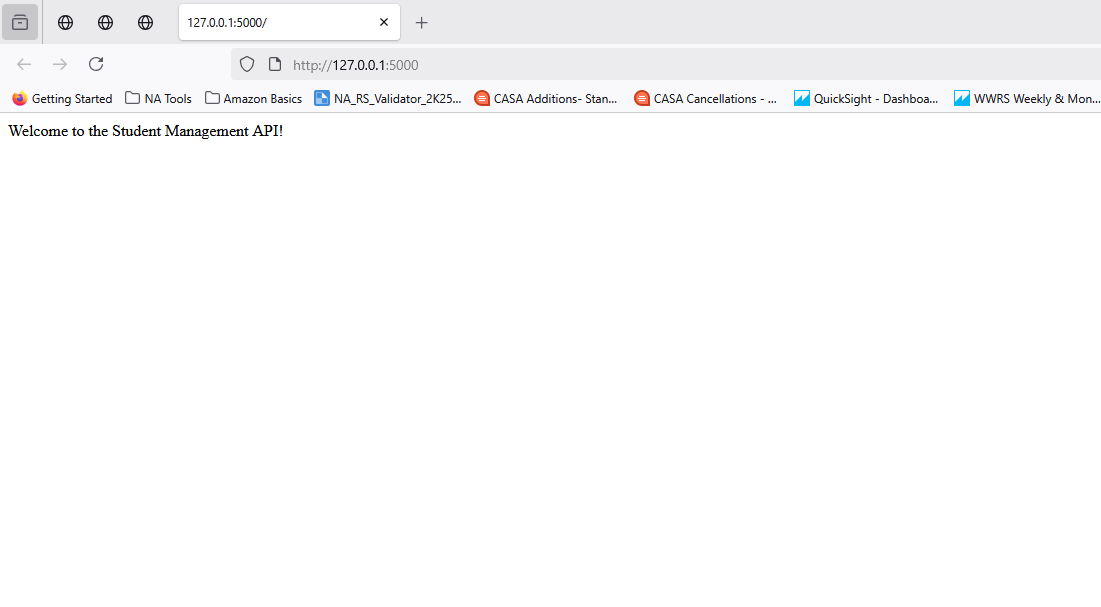 127.0.0.1:5000/
http://127.0.0.1:5000
Getting Started NA Tools Amazon Basics NA_RS_Validator_2K25... CASA Additions- Stan... CASA Cancellations - ... QuickSight - Dashboa... WWRS Weekly & Mon...
Welcome to the Student Management API!